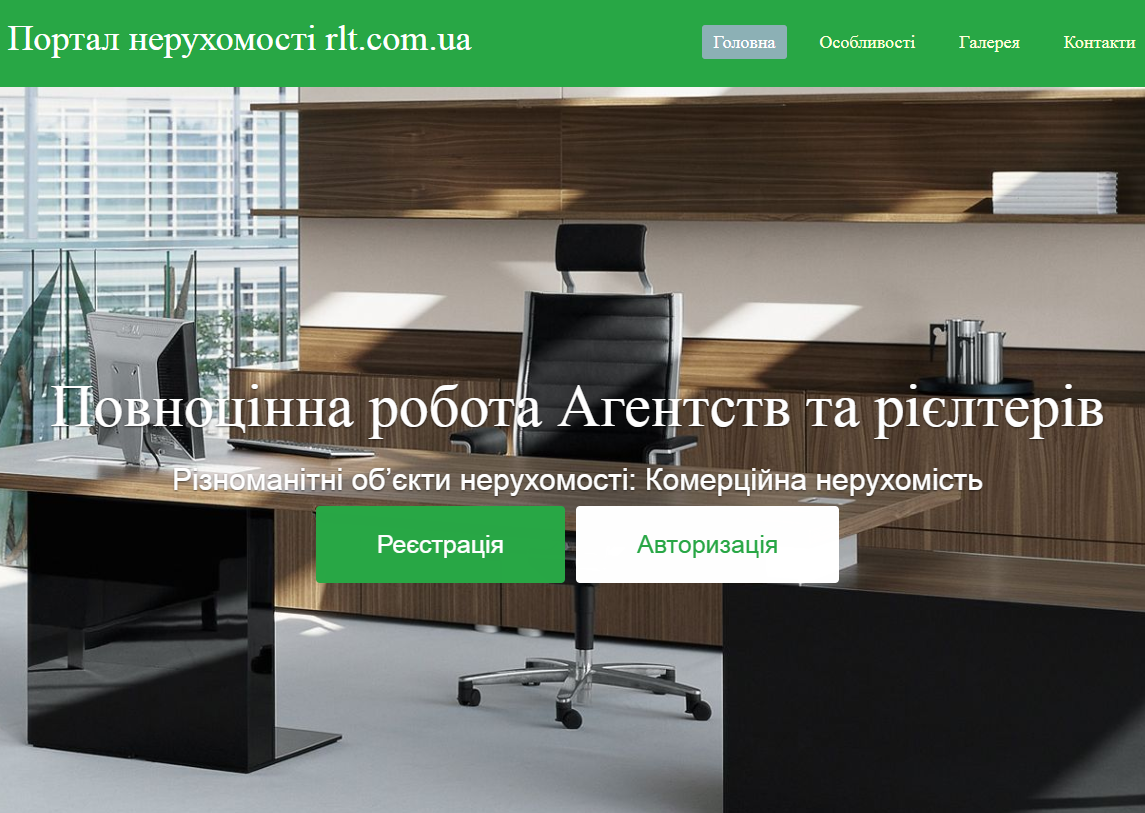 Портал нерухомості rlt.com.ua
Головна
Особливості
Галерея
Контакти
Повноцінна робота Агентств та рієлтерів
Різноманітні об’єкти нерухомості: Комерційна нерухомість
Реєстрація
Авторизація